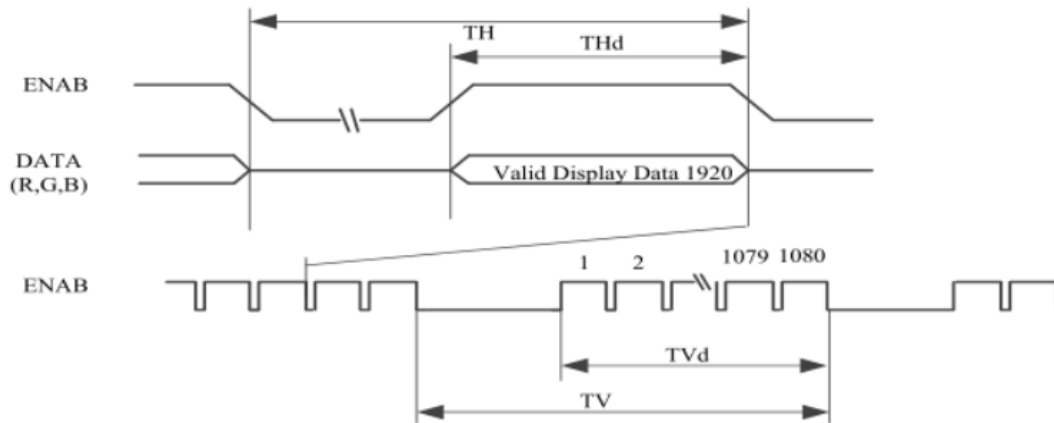 TH
THd
ENAB
DATA
(R,G,B)
Valid Display Data 1920
1 2 1079 1080
ENAB
TVd
TV